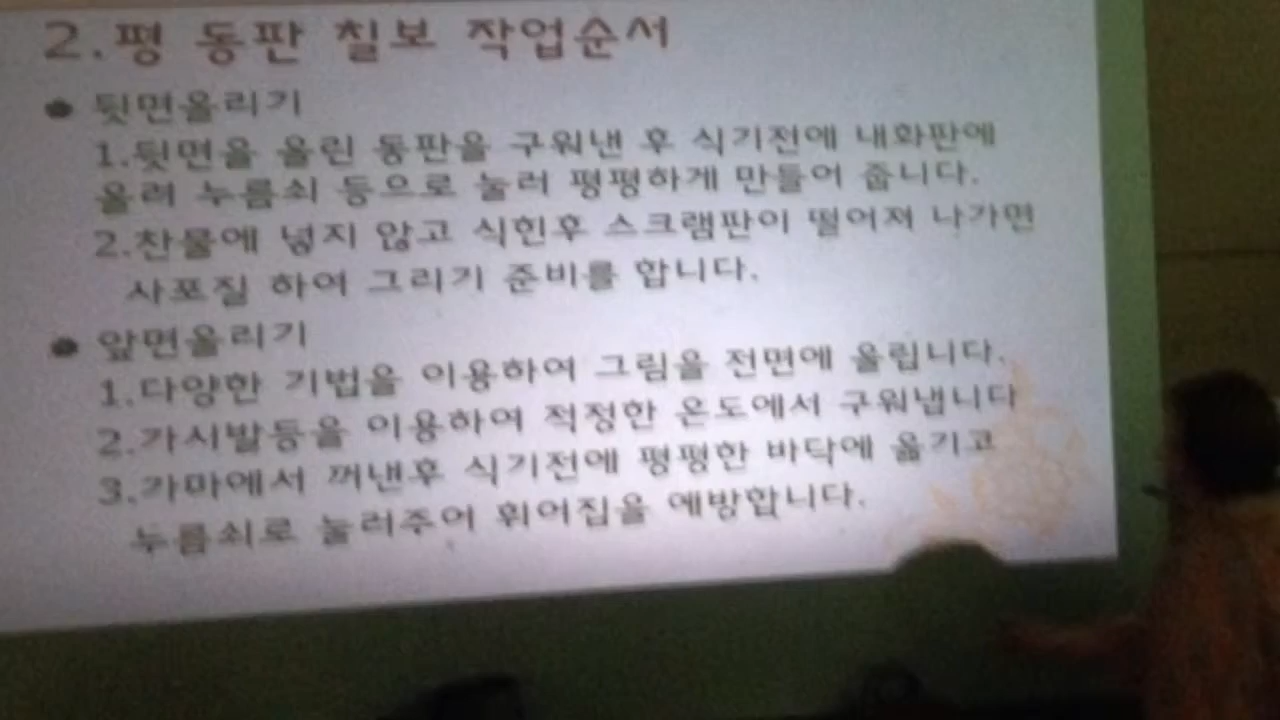 2.평 동판 칠보 작업순서
● 뒷면올리기
1.뒷면을 올린 동판을 구워낸 후 식기전에 내화판에
올려 누름쇠 등으로 눌러 평평하게 만들어 줍니다.
2.찬물에 넣지 않고 식힌후 스크램판이 떨어져 나가면
사포질 하여 그리기 준비를 합니다.
● 앞면올리기
1.다양한 기법을 이용하여 그림을 전면에 올립니다.
2.가시발등을 이용하여 적정한 온도에서 구워냅니다
3.가마에서 꺼낸후 식기전에 평평한 바닥에 옮기고
누름쇠로 눌러주어 휘어짐을 예방합니다.